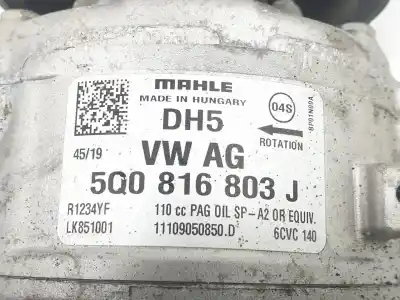 MAHLE
MADE IN HUNGARY
04S
DH5
ROTATION
BP01N09A
45/19
VW AG
5Q0 816 803 J
R1234YF
110 cc PAG OIL SP-A2 OR EQUIV.
LK851001
11109050850.D
6CVC 140